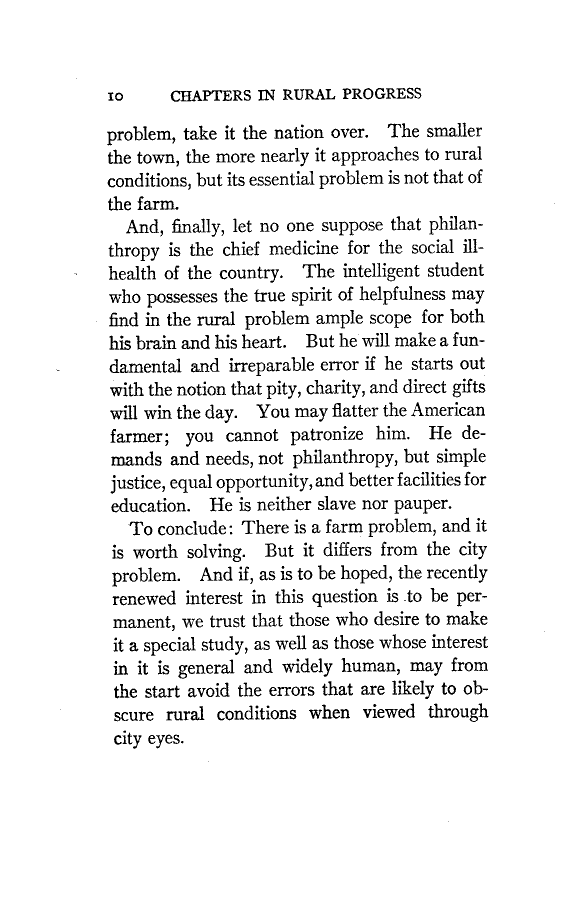 10 CHAPTERS IN RURAL PROGRESS
problem, take it the nation over. The smaller
the town, the more nearly it approaches to rural
conditions, but its essential problem is not that of
the farm.
And, finally, let no one suppose that philan-
thropy is the chief medicine for the social ill-
health of the country. The intelligent student
who possesses the true spirit of helpfulness may
find in the rural problem ample scope for both
his brain and his heart. But he will make a fun-
damental and irreparable error if he starts out
with the notion that pity, charity, and direct gifts
will win the day. You may flatter the American
farmer; you cannot patronize him. He de-
mands and needs, not philanthropy, but simple
justice, equal opportunity, and better facilities for
education. He is neither slave nor pauper.
To conclude: There is a farm problem, and it
is worth solving. But it differs from the city
problem. And if, as is to be hoped, the recently
renewed interest in this question is to be per-
manent, we trust that those who desire to make
it a special study, as well as those whose interest
in it is general and widely human, may from
the start avoid the errors that are likely to ob-
scure rural conditions when viewed through
city eyes.